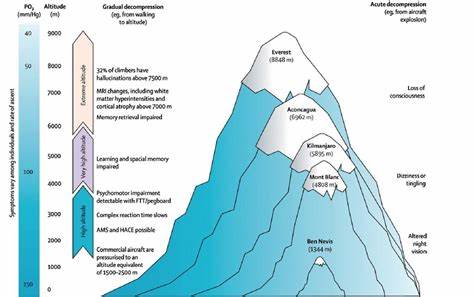 PO₂
(mm/Hg)
Altitude
(m)
Gradual decompression
(eg, from walking
to altitude)
Acute decompression
(eg, from aircraft
explosion)
40
100
150
Symptoms vary among individuals and rate of ascent
9000
8000
7000
6000
5000
4000
3000
2000
1000
0
Extreme altitude
Very high altitude
High altitude
32% of climbers have
hallucinations above 7500 m
MRI changes, including white
matter hyperintensities and
cortical atrophy above 7000 m
Memory retrieval impaired
Learning and spatial memory
impaired
Psychomotor impairment
detectable with FTT/pegboard
Complex reaction time slows
AMS and HACE possible
Commercial aircraft are
pressurised to an altitude
equivalent of
of 1500–2500 m
Everest
(8848 m)
Aconcagua
(6962 m)
Kilmanjaro
(5895 m)
Mont Blanc
(4808 m)
Ben Nevis
(1344 m)
Loss of
consciousness
Dizziness or
tingling
Altered
night vision